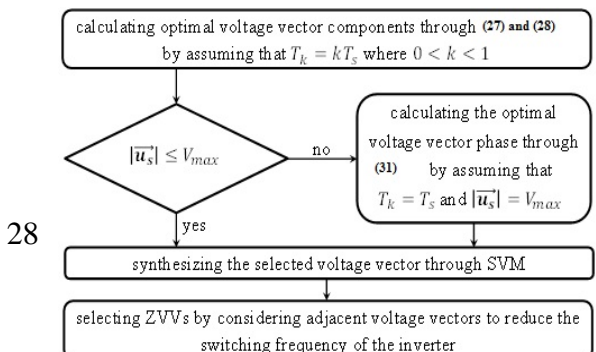 calculating optimal voltage vector components through (27) and (28)
by assuming that T_k = kT_s where 0 < k < 1
|u_s⃗| ≤ V_max
no
calculating the optimal
voltage vector phase through
(31) by assuming that
T_k = T_s and |u_s⃗| = V_max
28
yes
synthesizing the selected voltage vector through SVM
selecting ZVVs by considering adjacent voltage vectors to reduce the
switching frequency of the inverter